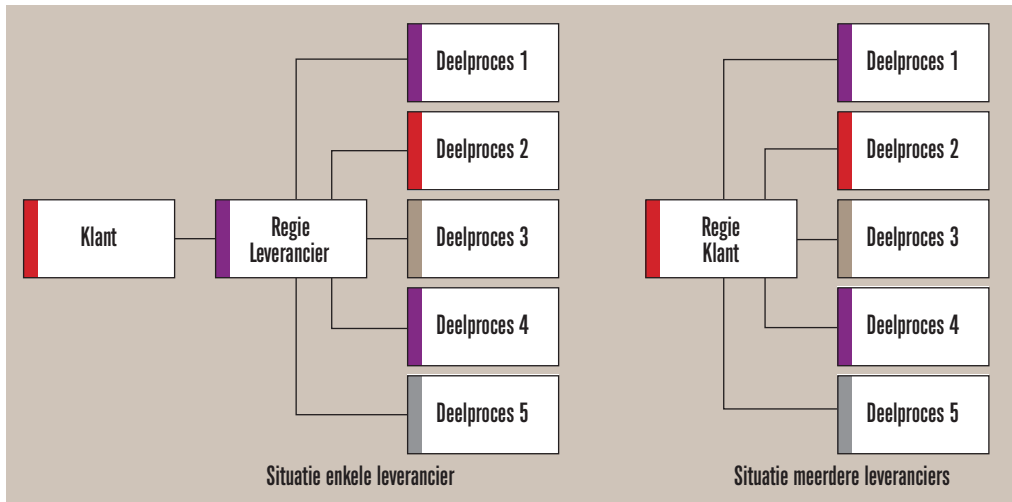 Klant
Regie
Leverancier
Deelproces 1
Deelproces 2
Deelproces 3
Deelproces 4
Deelproces 5
Situatie enkele leverancier
Regie
Klant
Deelproces 1
Deelproces 2
Deelproces 3
Deelproces 4
Deelproces 5
Situatie meerdere leveranciers